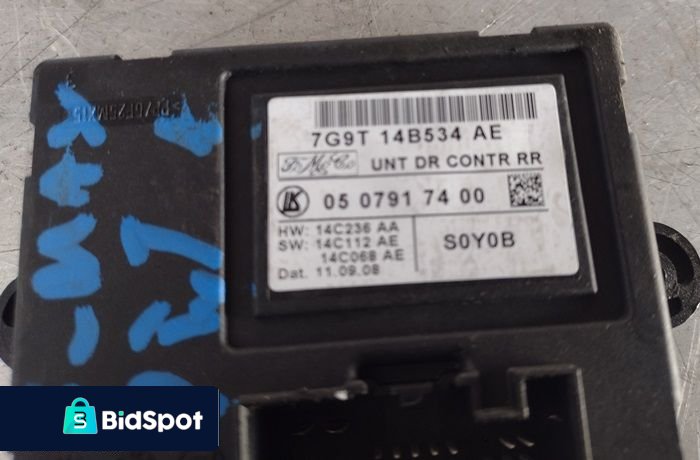 7G9T 14B534 AE
UNT DR CONTR RR
05 0791 74 00
HW: 14C236 AA
SW: 14C112 AE
14C068 AE
Dat. 11.09.08
S0Y0B
BidSpot